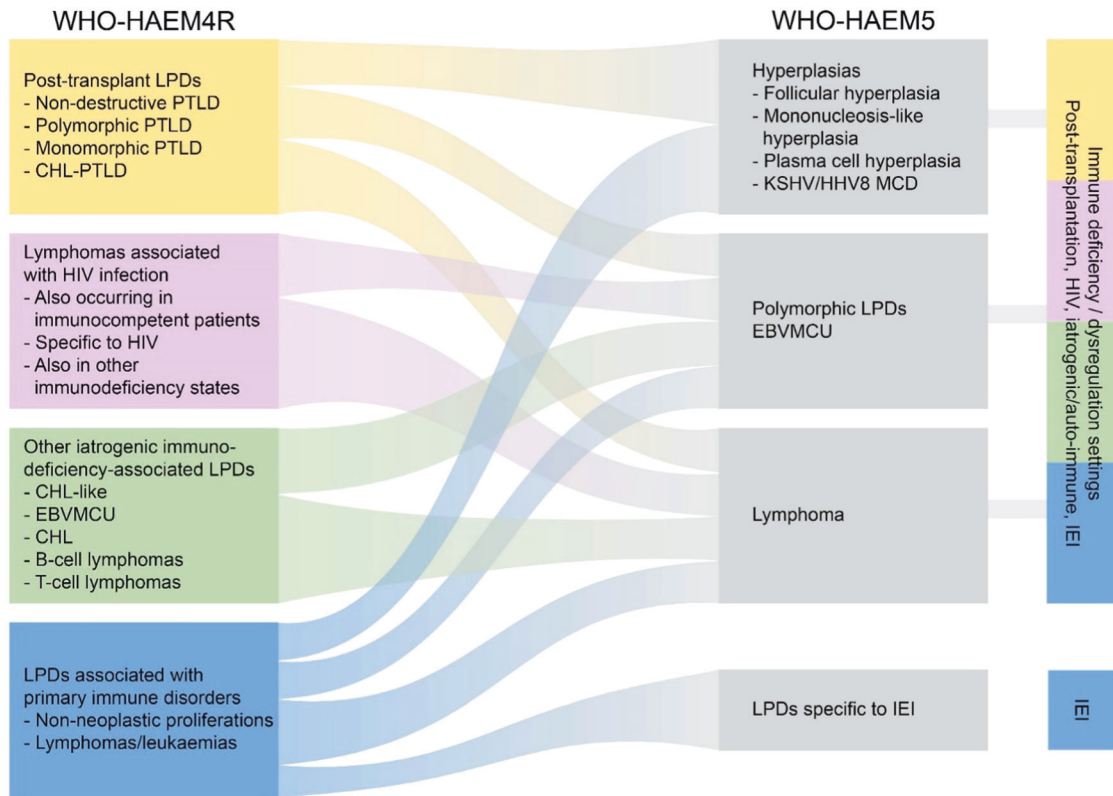 WHO-HAEM4R
WHO-HAEM5
Post-transplant LPDs
- Non-destructive PTLD
- Polymorphic PTLD
- Monomorphic PTLD
- CHL-PTLD
Lymphomas associated
with HIV infection
- Also occurring in
immunocompetent patients
- Specific to HIV
- Also in other
immunodeficiency states
Other iatrogenic immuno-
deficiency-associated LPDs
- CHL-like
- EBVMCU
- CHL
- B-cell lymphomas
- T-cell lymphomas
LPDs associated with
primary immune disorders
- Non-neoplastic proliferations
- Lymphomas/leukaemias
Hyperplasias
- Follicular hyperplasia
- Mononucleosis-like
hyperplasia
- Plasma cell hyperplasia
- KSHV/HHV8 MCD
Polymorphic LPDs
EBVMCU
Lymphoma
LPDs specific to IEI
Immune deficiency / dysregulation settings
Post-transplantation, HIV, iatrogenic/auto-immune, IEI
IEI